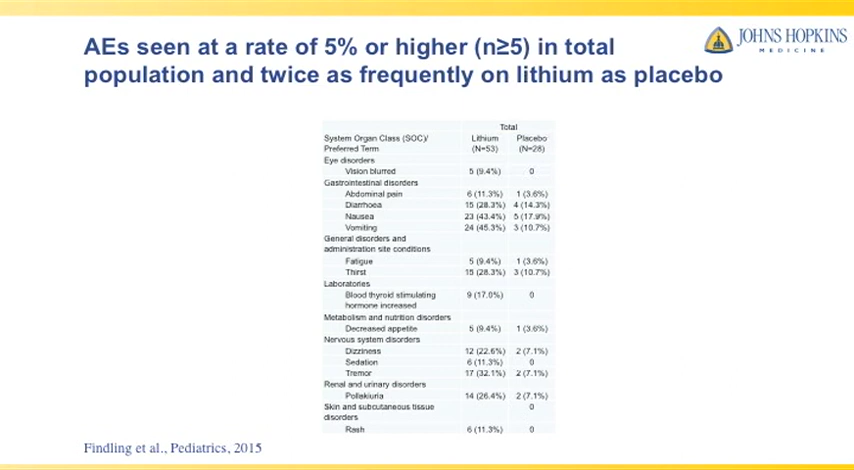 AEs seen at a rate of 5% or higher (n≥5) in total
population and twice as frequently on lithium as placebo
JOHNS HOPKINS
MEDICINE
Total
System Organ Class (SOC)/ Lithium Placebo
Preferred Term (N=53) (N=28)
Eye disorders
Vision blurred 5 (9.4%) 0
Gastrointestinal disorders
Abdominal pain 6 (11.3%) 1 (3.6%)
Diarrhoea 15 (28.3%) 4 (14.3%)
Nausea 23 (43.4%) 5 (17.9%)
Vomiting 24 (45.3%) 3 (10.7%)
General disorders and
administration site conditions
Fatigue 5 (9.4%) 1 (3.6%)
Thirst 15 (28.3%) 3 (10.7%)
Laboratories
Blood thyroid stimulating 9 (17.0%) 0
hormone increased
Metabolism and nutrition disorders
Decreased appetite 5 (9.4%) 1 (3.6%)
Nervous system disorders
Dizziness 12 (22.6%) 2 (7.1%)
Sedation 6 (11.3%) 0
Tremor 17 (32.1%) 2 (7.1%)
Renal and urinary disorders
Pollakiuria 14 (26.4%) 2 (7.1%)
Skin and subcutaneous tissue 0
disorders
Rash 6 (11.3%) 0
Findling et al., Pediatrics, 2015